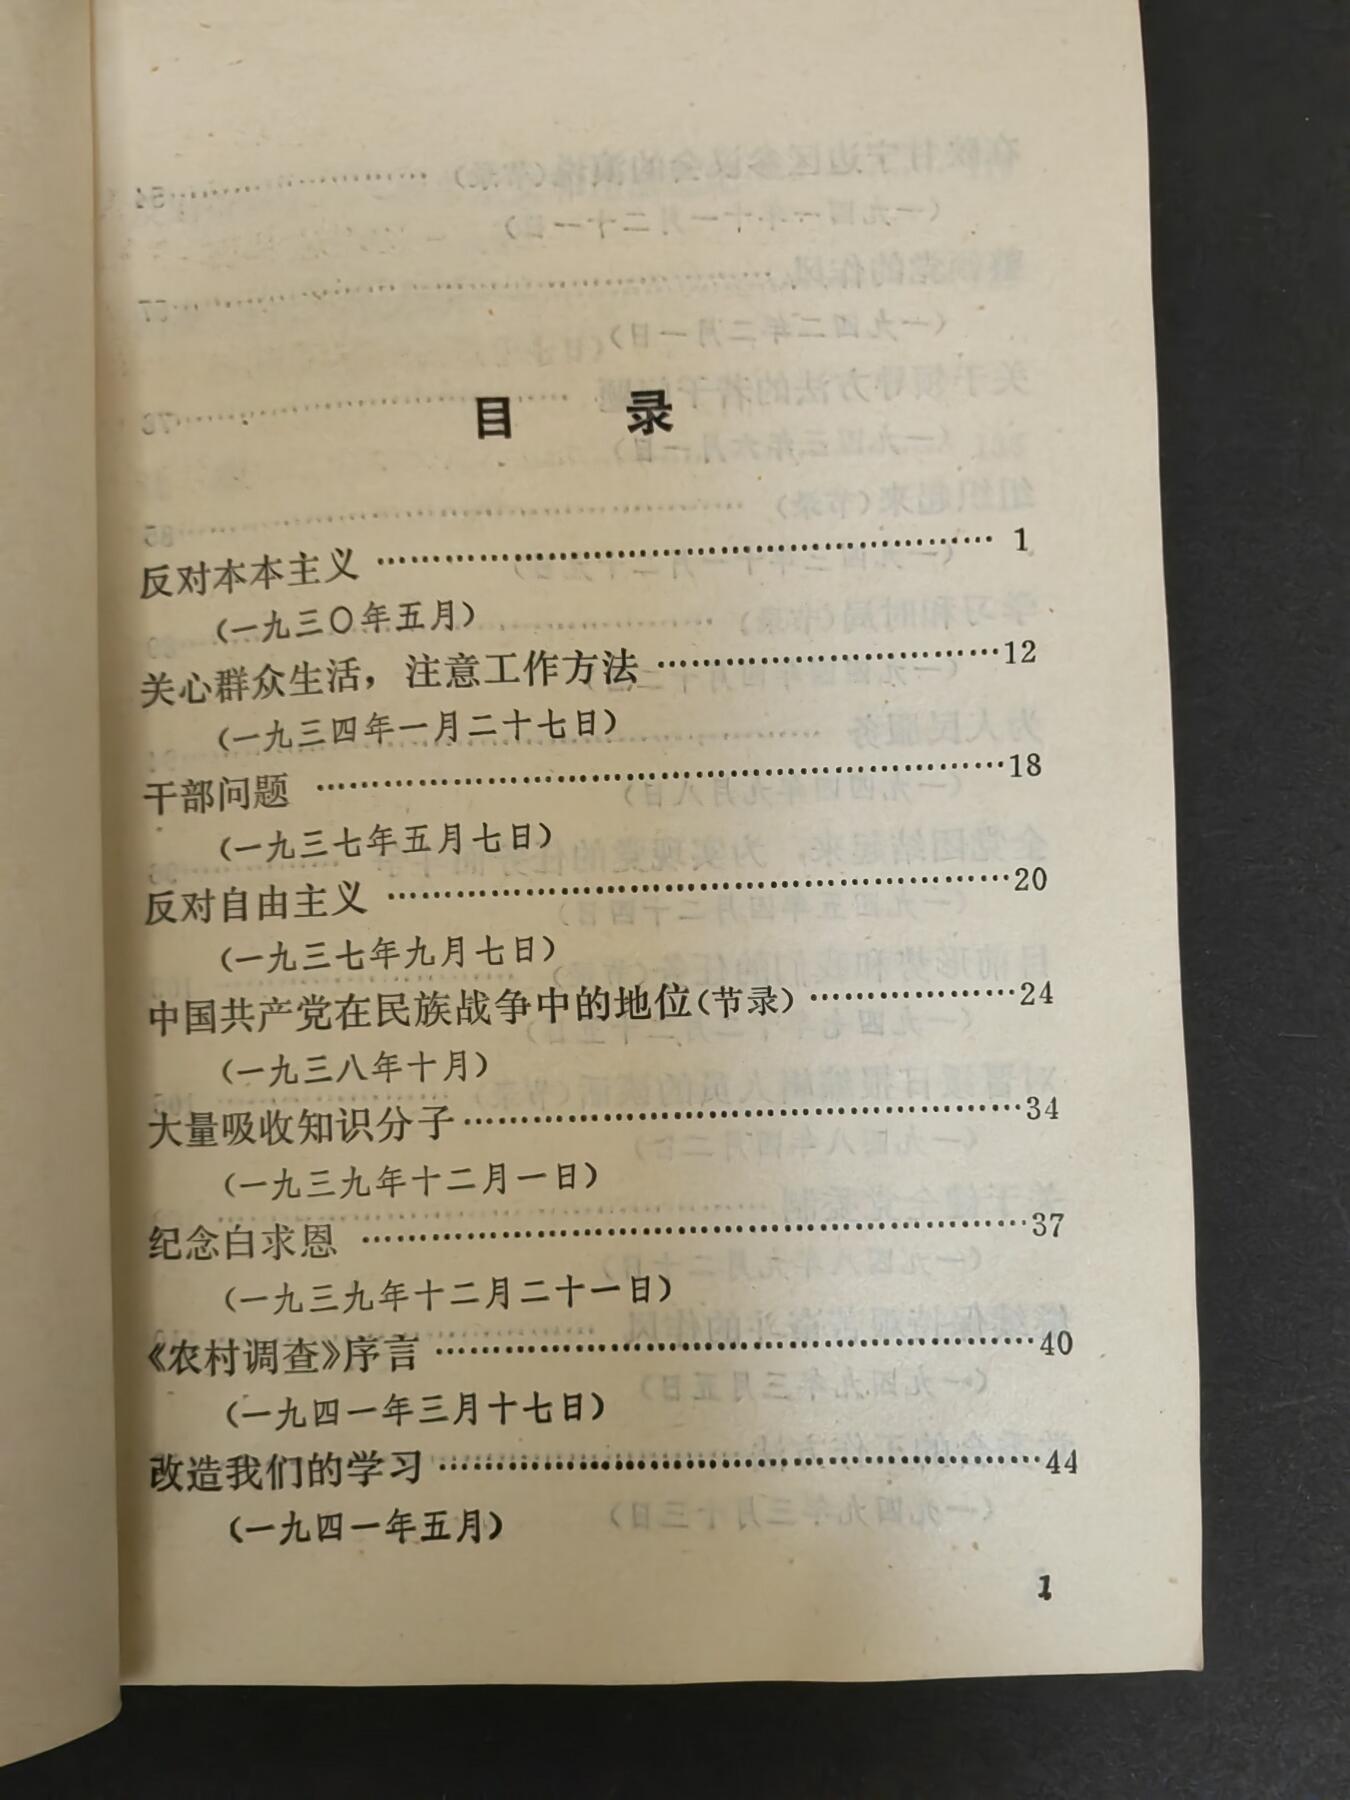 目 录
反对本本主义 …………………………………………… 1
（一九三〇年五月）
关心群众生活，注意工作方法 ………………………12
（一九三四年一月二十七日）
干部问题 ………………………………………………18
（一九三七年五月七日）
反对自由主义 …………………………………………20
（一九三七年九月七日）
中国共产党在民族战争中的地位（节录） ……………24
（一九三八年十月）
大量吸收知识分子 ……………………………………34
（一九三九年十二月一日）
纪念白求恩 ……………………………………………37
（一九三九年十二月二十一日）
《农村调查》序言 ………………………………………40
（一九四一年三月十七日）
改造我们的学习 ………………………………………44
（一九四一年五月）
1